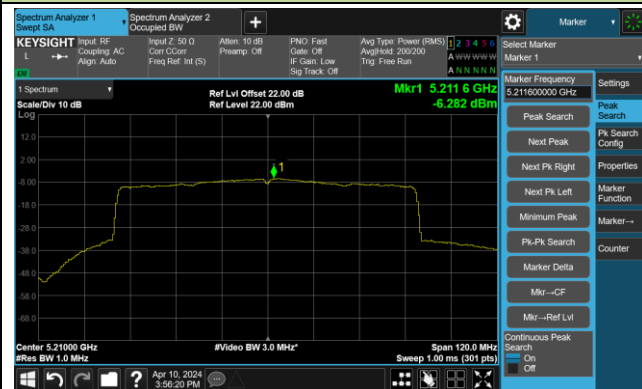 Spectrum Analyzer 1
Swept SA
Spectrum Analyzer 2
Occupied BW
+
Marker
KEYSIGHT
L
LXI
Input: RF
Coupling: AC
Align: Auto
Input Z: 50 Ω
Corr CCorr
Freq Ref: Int (S)
Atten: 10 dB
Preamp: Off
PNO: Fast
Gate: Off
IF Gain: Low
Sig Track: Off
Avg Type: Power (RMS)
Avg|Hold: 200/200
Trig: Free Run
1 2 3 4 5 6
A W W W W W
A N N N N N
Select Marker
Marker 1
1 Spectrum
Scale/Div 10 dB
Log
Ref Lvl Offset 22.00 dB
Ref Level 22.00 dBm
Mkr1 5.211 6 GHz
-6.282 dBm
12.0
2.00
-8.00
-18.0
-28.0
-38.0
-48.0
-58.0
-68.0
1
Center 5.21000 GHz
#Res BW 1.0 MHz
#Video BW 3.0 MHz*
Span 120.0 MHz
Sweep 1.00 ms (301 pts)
Marker Frequency
5.211600000 GHz
Peak Search
Next Peak
Next Pk Right
Next Pk Left
Minimum Peak
Pk-Pk Search
Marker Delta
Mkr→CF
Mkr→Ref Lvl
Continuous Peak
Search
On
Off
Settings
Peak
Search
Pk Search
Config
Properties
Marker
Function
Marker→
Counter
?
Apr 10, 2024
3:56:20 PM